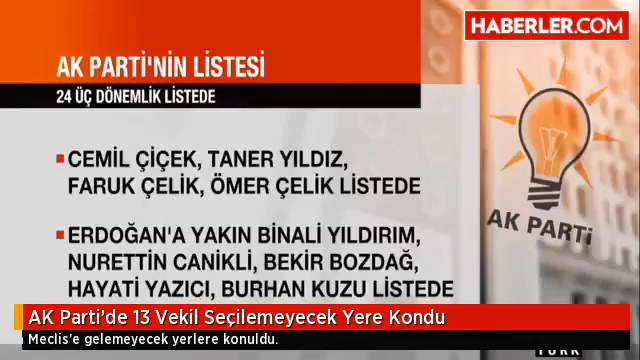 HABERLER.COM
AK PARTİ'NİN LİSTESİ
24 ÜÇ DÖNEMLİK LİSTEDE
CEMİL ÇİÇEK, TANER YILDIZ,
FARUK ÇELİK, ÖMER ÇELİK LİSTEDE
AK PARTİ
ERDOĞAN'A YAKIN BİNALİ YILDIRIM,
NURETTİN CANİKLİ, BEKİR BOZDAĞ,
HAYATİ YAZICI, BURHAN KUZU LİSTEDE
AK Parti’de 13 Vekil Seçilemeyecek Yere Kondu
Meclis’e gelemeyecek yerlere konuldu.
TÜRK